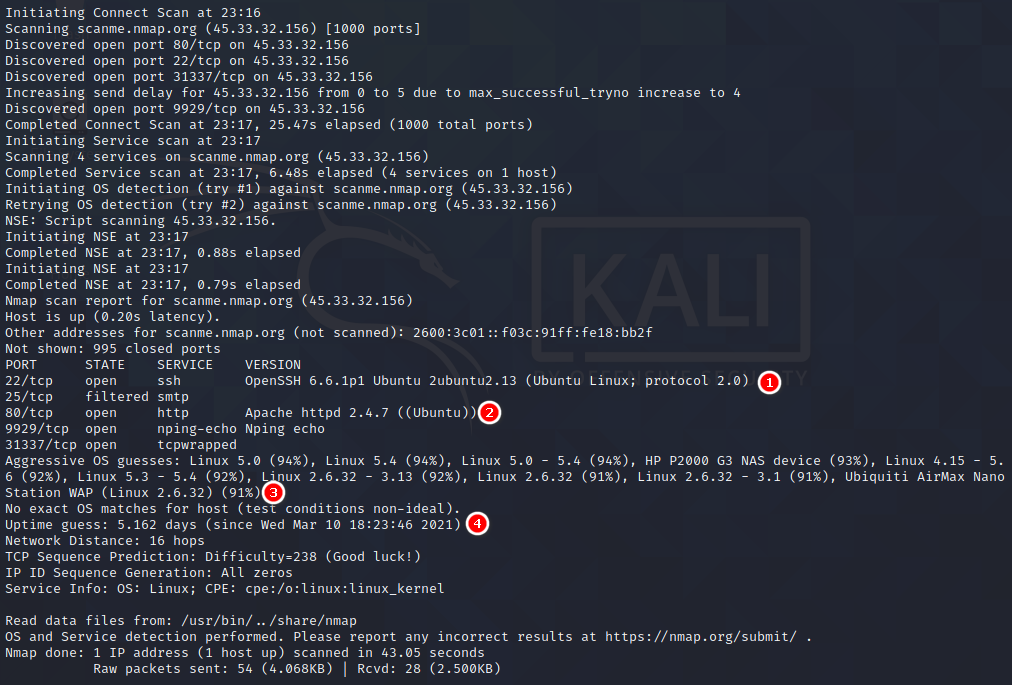 Initiating Connect Scan at 23:16
Scanning scanme.nmap.org (45.33.32.156) [1000 ports]
Discovered open port 80/tcp on 45.33.32.156
Discovered open port 22/tcp on 45.33.32.156
Discovered open port 31337/tcp on 45.33.32.156
Increasing send delay for 45.33.32.156 from 0 to 5 due to max_successful_tryno increase to 4
Discovered open port 9929/tcp on 45.33.32.156
Completed Connect Scan at 23:17, 25.47s elapsed (1000 total ports)
Initiating Service scan at 23:17
Scanning 4 services on scanme.nmap.org (45.33.32.156)
Completed Service scan at 23:17, 6.48s elapsed (4 services on 1 host)
Initiating OS detection (try #1) against scanme.nmap.org (45.33.32.156)
Retrying OS detection (try #2) against scanme.nmap.org (45.33.32.156)
NSE: Script scanning 45.33.32.156.
Initiating NSE at 23:17
Completed NSE at 23:17, 0.88s elapsed
Initiating NSE at 23:17
Completed NSE at 23:17, 0.79s elapsed
Nmap scan report for scanme.nmap.org (45.33.32.156)
Host is up (0.20s latency).
Other addresses for scanme.nmap.org (not scanned): 2600:3c01::f03c:91ff:fe18:bb2f
Not shown: 995 closed ports
PORT      STATE    SERVICE    VERSION
22/tcp    open     ssh        OpenSSH 6.6.1p1 Ubuntu 2ubuntu2.13 (Ubuntu Linux; protocol 2.0) 1
25/tcp    filtered smtp
80/tcp    open     http       Apache httpd 2.4.7 ((Ubuntu)) 2
9929/tcp  open     nping-echo Nping echo
31337/tcp open     tcpwrapped
Aggressive OS guesses: Linux 5.0 (94%), Linux 5.4 (94%), Linux 5.0 - 5.4 (94%), HP P2000 G3 NAS device (93%), Linux 4.15 - 5.
6 (92%), Linux 5.3 - 5.4 (92%), Linux 2.6.32 - 3.13 (92%), Linux 2.6.32 (91%), Linux 2.6.32 - 3.1 (91%), Ubiquiti AirMax Nano
Station WAP (Linux 2.6.32) (91%) 3
No exact OS matches for host (test conditions non-ideal).
Uptime guess: 5.162 days (since Wed Mar 10 18:23:46 2021) 4
Network Distance: 16 hops
TCP Sequence Prediction: Difficulty=238 (Good luck!)
IP ID Sequence Generation: All zeros
Service Info: OS: Linux; CPE: cpe:/o:linux:linux_kernel
Read data files from: /usr/bin/../share/nmap
OS and Service detection performed. Please report any incorrect results at https://nmap.org/submit/ .
Nmap done: 1 IP address (1 host up) scanned in 43.05 seconds
Raw packets sent: 54 (4.068KB) | Rcvd: 28 (2.500KB)
KALI